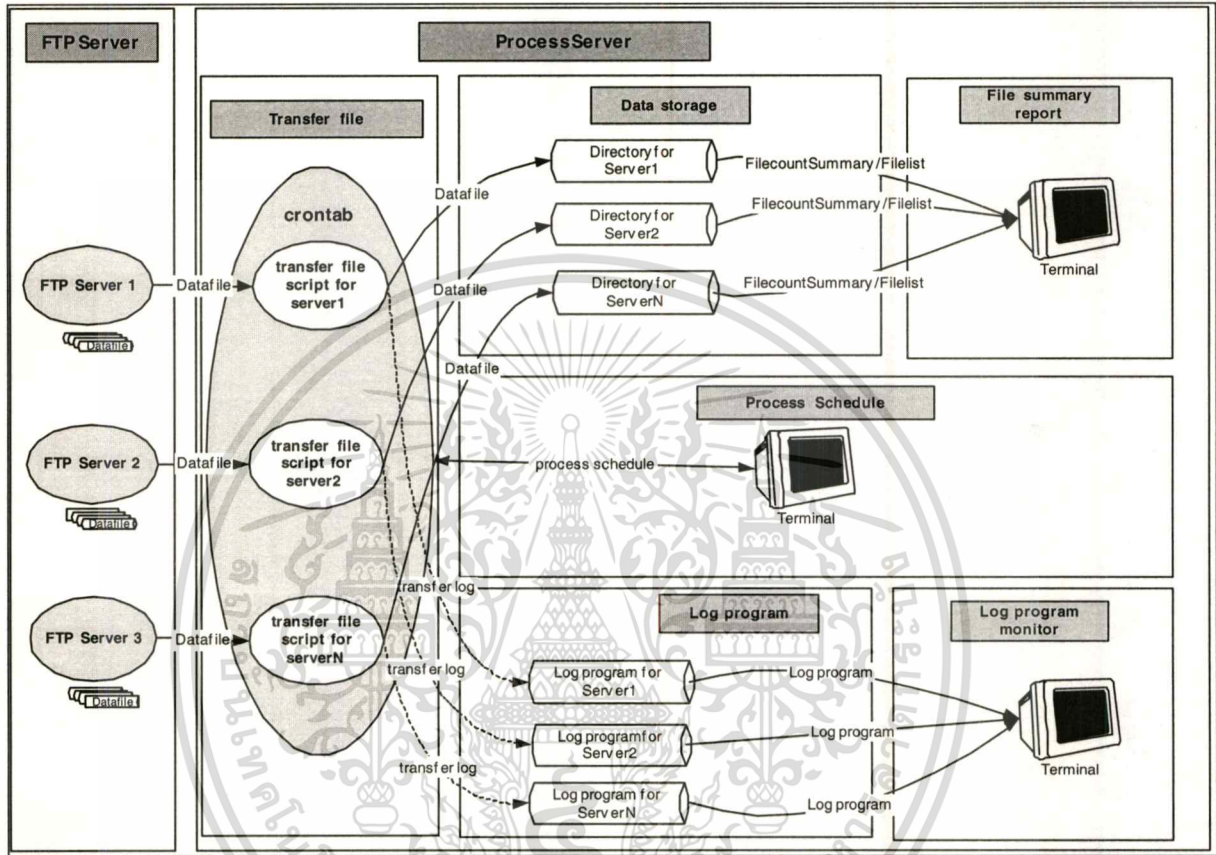 FTP Server
ProcessServer
Transfer file
Data storage
File summary
report
crontab
Directory for
Server1
Directory for
Server2
Directory for
ServerN
Datafile
Datafile
Datafile
FilecountSummary/Filelist
FilecountSummary/Filelist
FilecountSummary/Filelist
Terminal
FTP Server 1
Datafile
Datafile
transfer file
script for
server1
FTP Server 2
Datafile
Datafile
transfer file
script for
server2
Process Schedule
process schedule
Terminal
FTP Server 3
Datafile
Datafile
transfer file
script for
serverN
transfer log
transfer log
transfer log
Log program
Log program
monitor
Log program for
Server1
Log program for
Server2
Log program for
ServerN
Log program
Log program
Log program
Terminal